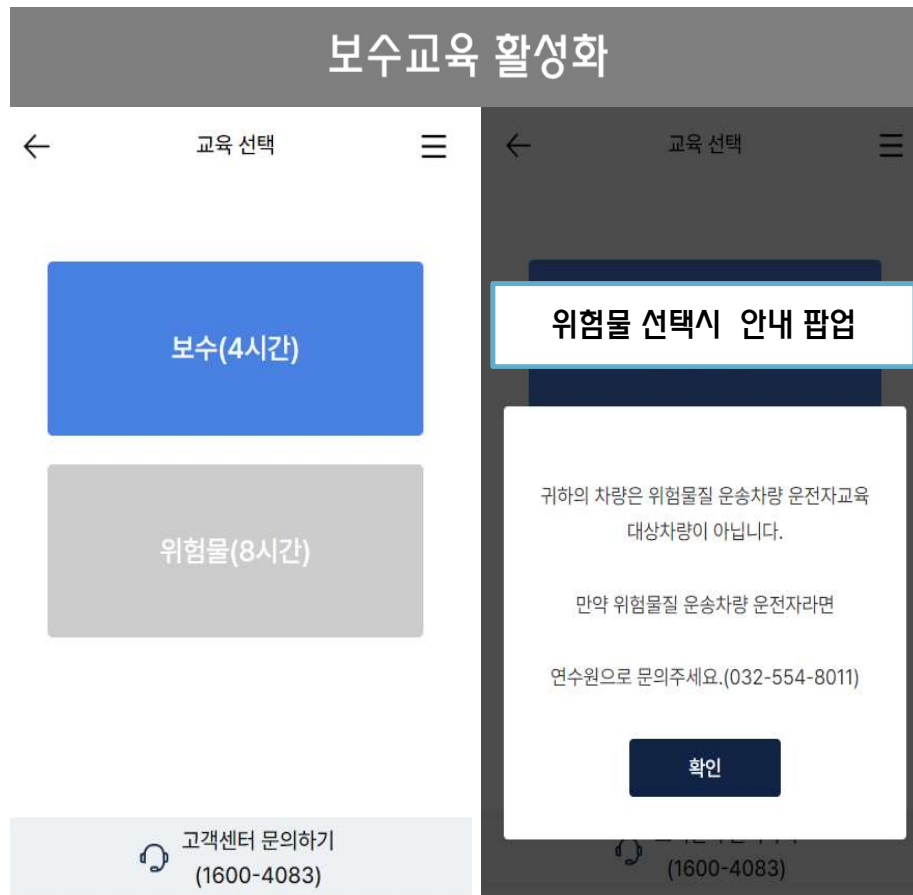 보수교육 활성화
교육 선택
보수(4시간)
위험물(8시간)
고객센터 문의하기
(1600-4083)
교육 선택
위험물 선택시 안내 팝업
귀하의 차량은 위험물질 운송차량 운전자교육
대상차량이 아닙니다.
만약 위험물질 운송차량 운전자라면
연수원으로 문의주세요.(032-554-8011)
확인
(1600-4083)